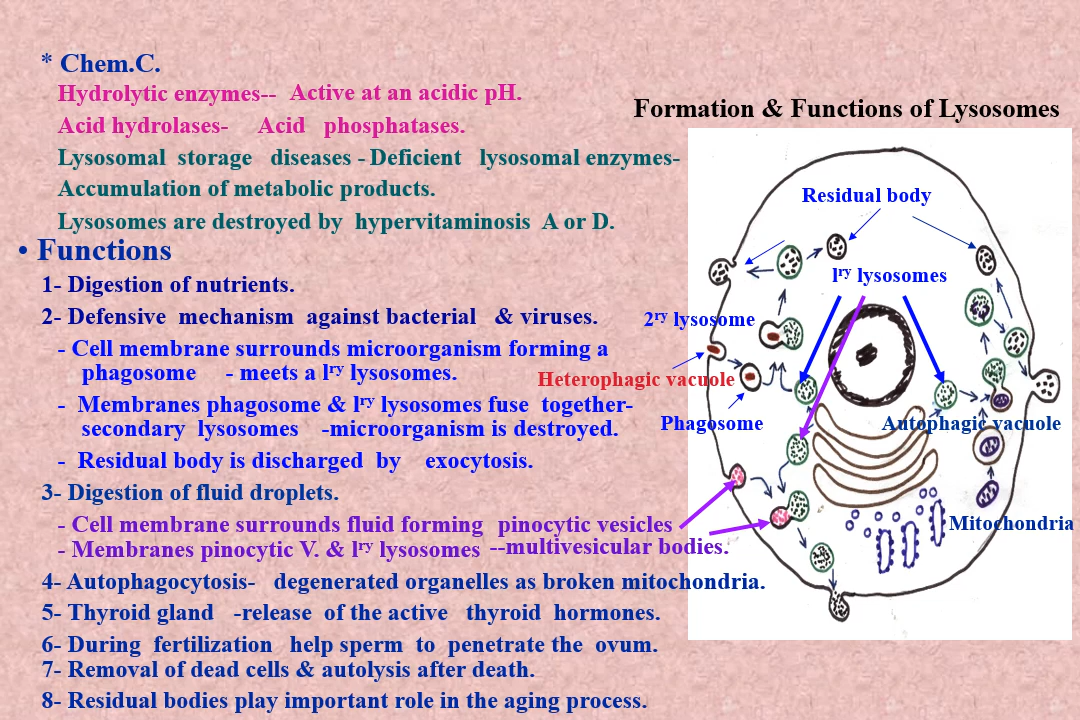 * Chem.C.
Hydrolytic enzymes-- Active at an acidic pH.
Acid hydrolases- Acid phosphatases.
Lysosomal storage diseases - Deficient lysosomal enzymes-
Accumulation of metabolic products.
Lysosomes are destroyed by hypervitaminosis A or D.
• Functions
1- Digestion of nutrients.
2- Defensive mechanism against bacterial & viruses.
- Cell membrane surrounds microorganism forming a
phagosome - meets a lry lysosomes.
- Membranes phagosome & lry lysosomes fuse together-
secondary lysosomes -microorganism is destroyed.
- Residual body is discharged by exocytosis.
3- Digestion of fluid droplets.
- Cell membrane surrounds fluid forming pinocytic vesicles
- Membranes pinocytic V. & lry lysosomes --multivesicular bodies.
4- Autophagocytosis- degenerated organelles as broken mitochondria.
5- Thyroid gland -release of the active thyroid hormones.
6- During fertilization help sperm to penetrate the ovum.
7- Removal of dead cells & autolysis after death.
8- Residual bodies play important role in the aging process.
Formation & Functions of Lysosomes
Residual body
lry lysosomes
2ry lysosome
Heterophagic vacuole
Phagosome
Autophagic vacuole
Mitochondria